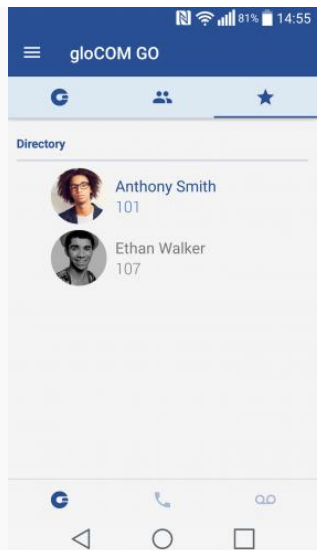 81% 14:55
gloCOM GO
Directory
Anthony Smith
101
Ethan Walker
107